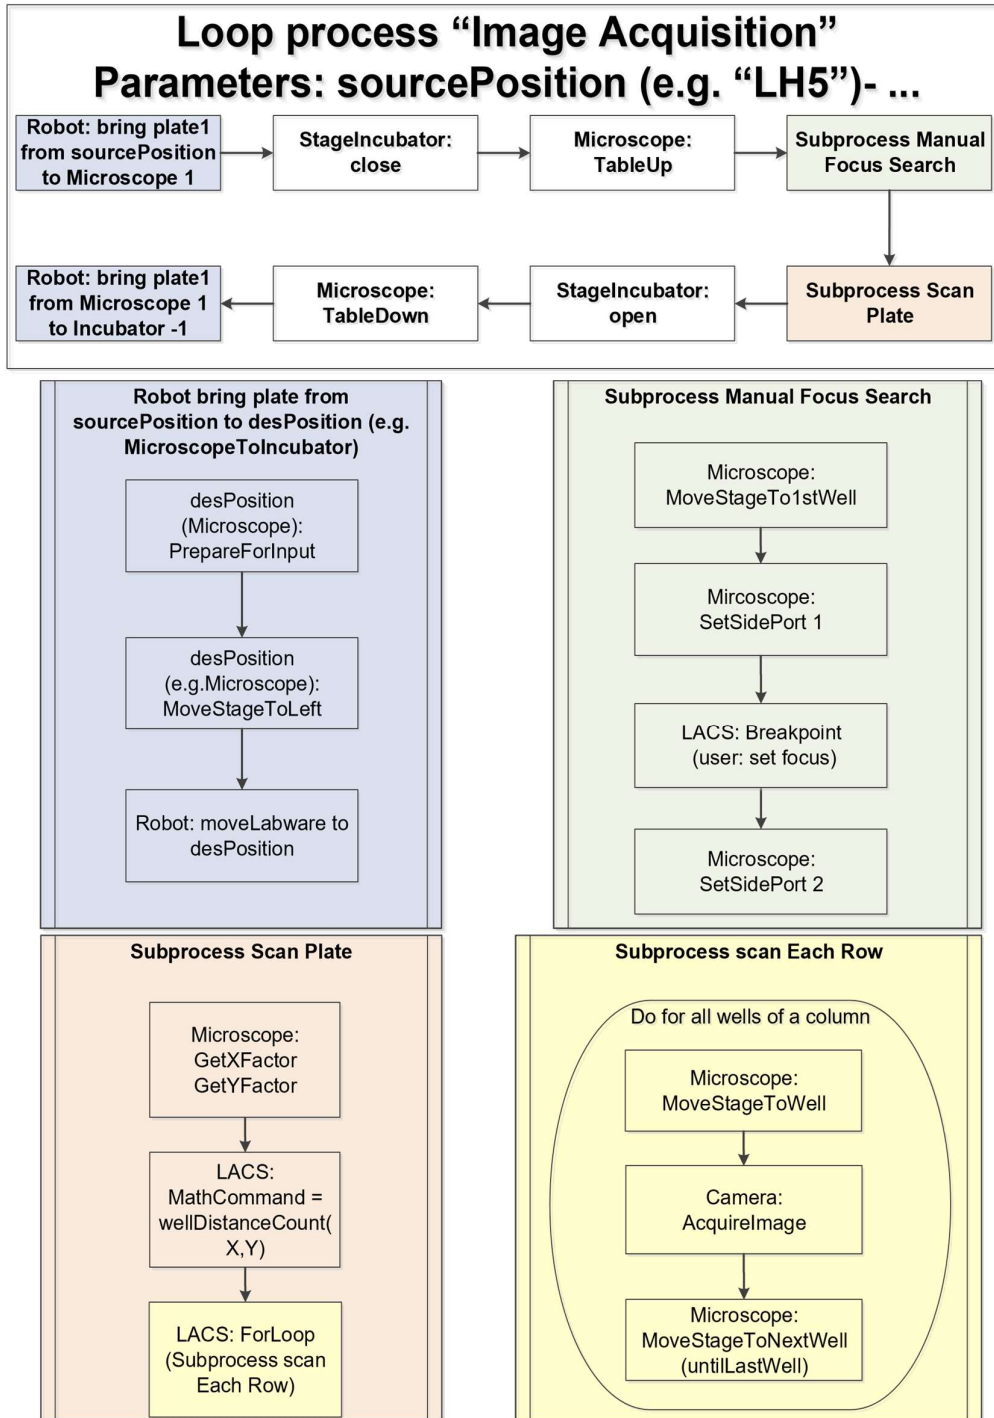 Loop process “Image Acquisition”
Parameters: sourcePosition (e.g. “LH5”)- ...
Robot: bring plate1
from sourcePosition
to Microscope 1
StageIncubator:
close
Microscope:
TableUp
Subprocess Manual
Focus Search
Robot: bring plate1
from Microscope 1
to Incubator -1
Microscope:
TableDown
StageIncubator:
open
Subprocess Scan
Plate
Robot bring plate from
sourcePosition to desPosition (e.g.
MicroscopeToIncubator)
desPosition
(Microscope):
PrepareForInput
desPosition
(e.g.Microscope):
MoveStageToLeft
Robot: moveLabware to
desPosition
Subprocess Manual Focus Search
Microscope:
MoveStageTo1stWell
Mircoscope:
SetSidePort 1
LACS: Breakpoint
(user: set focus)
Microscope:
SetSidePort 2
Subprocess Scan Plate
Microscope:
GetXFactor
GetYFactor
LACS:
MathCommand =
wellDistanceCount(
X,Y)
LACS: ForLoop
(Subprocess scan
Each Row)
Subprocess scan Each Row
Do for all wells of a column
Microscope:
MoveStageToWell
Camera:
AcquireImage
Microscope:
MoveStageToNextWell
(untilLastWell)